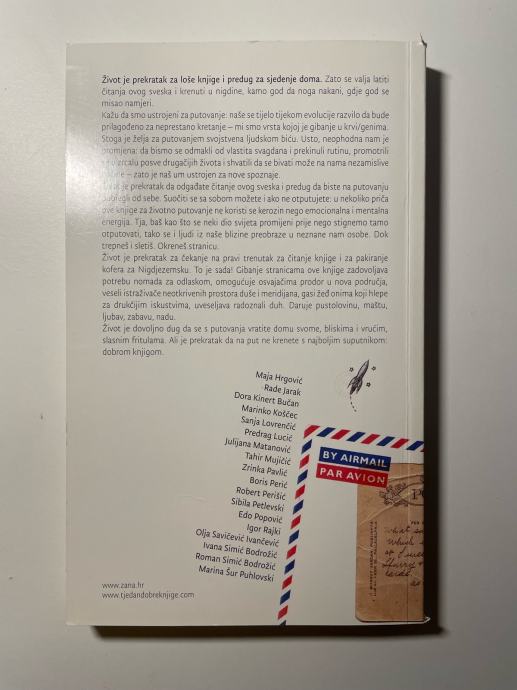 Život je prekratak za loše knjige i predug za sjedenje doma. Zato se valja latiti
čitanja ovog sveska i krenuti u nigdine, kamo god da noga nakani, gdje god se
misao namjeri.
Kažu da smo ustrojeni za putovanje: naše se tijelo tijekom evolucije razvilo da bude
prilagođeno za neprestano kretanje – mi smo vrsta kojoj je gibanje u krvi/genima.
Stoga je želja za putovanjem svojstvena ljudskom biću. Usto, neophodna nam je
promjena: da bismo se odmakli od vlastita svagdana i prekinuli rutinu, promotrili
u zrcalu posve drugačijih života i shvatili da se bivati može na nama nezamislive
– zato je naš um ustrojen za nove spoznaje.
je prekratak da odgađate čitanje ovog sveska i predug da biste na putovanju
od sebe. Suočiti se sa sobom možete i ako ne otputujete: u nekoliko priča
ove knjige za životno putovanje ne koristi se kerozin nego emocionalna i mentalna
energija. Tja, baš kao što se neki dio svijeta promijeni prije nego stignemo tamo
otputovati, tako se i ljudi iz naše blizine preobraze u neznane nam osobe. Dok
trepneš i sletiš. Okreneš stranicu.
Život je prekratak za čekanje na pravi trenutak za čitanje knjige i za pakiranje
kofera za Nigdjezemsku. To je sada! Gibanje stranicama ove knjige zadovoljava
potrebu nomada za odlaskom, omogućuje osvajačima prodor u nova područja,
veseli istraživače neotkrivenih prostora duše i meridijana, gasi žeđ onima koji hlepe
za drukčijim iskustvima, uveseljava radoznali duh. Daruje pustolovinu, maštu,
ljubav, zabavu, nadu.
Život je dovoljno dug da se s putovanja vratite domu svome, bliskima i vrućim,
slasnim fritulama. Ali je prekratak da na put ne krenete s najboljim suputnikom:
dobrom knjigom.
Maja Hrgović
Rade Jarak
Dora Kinert Bučan
Marinko Koščec
Sanja Lovrenčić
Predrag Lucić
Julijana Matanović
Tahir Mujičić
Zrinka Pavlić
Boris Perić
Robert Perišić
Sibila Petlevski
Edo Popović
Igor Rajki
Olja Savičević Ivančević
Ivana Simić Bodrožić
Roman Simić Bodrožić
Marina Šur Puhlovski
BY AIRMAIL
PAR AVION
what
which
www.zana.hr
www.tjedandobreknjige.com